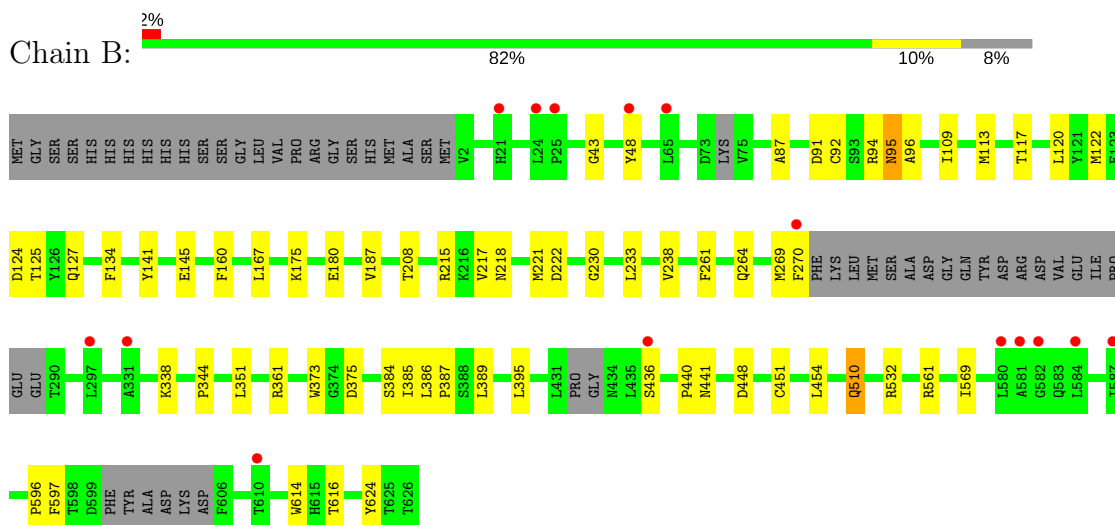 2%
Chain B:
82% 10% 8%
MET GLY SER SER HIS HIS HIS HIS HIS HIS SER SER GLY LEU VAL PRO ARG GLY SER HIS MET ALA SER MET V2 H21 L24 P25 G43 Y48 L65 D73 LYS V75 A87 D91 C92 S93 R94 N95 A96 I109 M113 T117 L120 Y121 M122 E123
D124 T125 Y126 Q127 F134 Y141 E145 F160 L167 K175 E180 V187 T208 R215 K216 V217 N218 M221 D222 G230 L233 V238 F261 Q264 M269 F270 PHE LYS LEU MET SER ALA ASP GLY GLN TYR ASP ARG ASP VAL GLU ILE PRO
GLU GLU T290 L297 A331 K338 P344 L351 R361 W373 G374 D375 S384 I385 L386 P387 S388 L389 L395 L431 PRO GLY N434 L435 S436 P440 N441 D448 C451 L454 Q510 R532 R561 I569 L580 A581 G582 Q583 L584 I587
P596 F597 T598 D599 PHE TYR ALA ASP LYS ASP F606 T610 W614 H615 T616 Y624 T625 T626